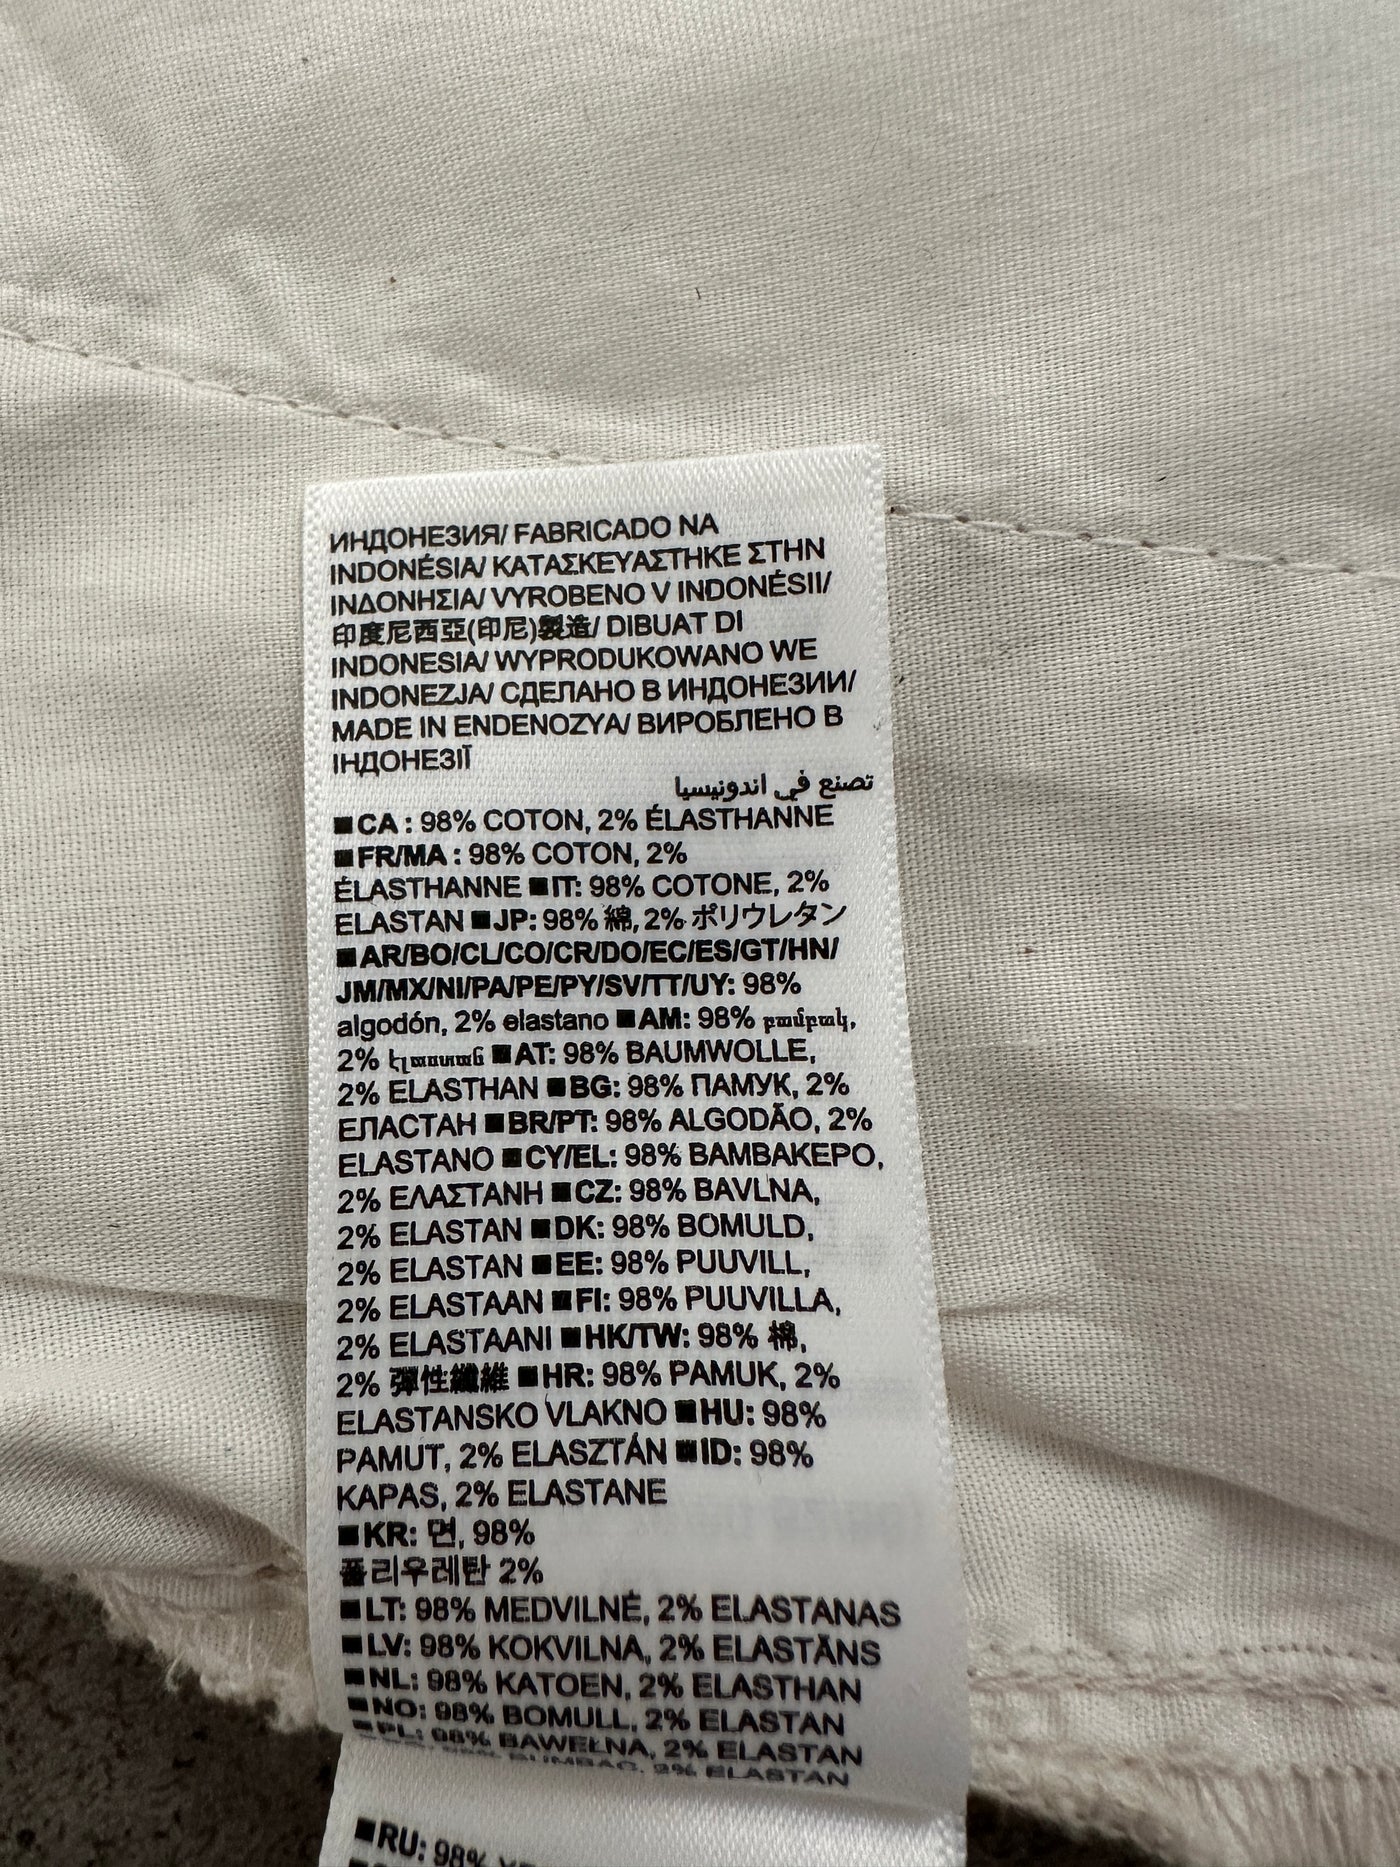 ИНДОНЕЗИЯ/ FABRICADO NA
INDONÉSIA/ ΚΑΤΑΣΚΕΥΑΣΤΗΚΕ ΣΤΗΝ
ΙΝΔΟΝΗΣΙΑ/ VYROBENO V INDONÉSII/
印度尼西亞(印尼)製造/ DIBUAT DI
INDONESIA/ WYPRODUKOWANO WE
INDONEZJA/ СДЕЛАНО В ИНДОНЕЗИИ/
MADE IN ENDENOZYA/ ВИРОБЛЕНО В
ІНДОНЕЗІЇ
تصنع في اندونيسيا
■CA : 98% COTON, 2% ÉLASTHANNE
■FR/MA : 98% COTON, 2%
ÉLASTHANNE ■IT: 98% COTONE, 2%
ELASTAN ■JP: 98% 綿, 2% ポリウレタン
■AR/BO/CL/CO/CR/DO/EC/ES/GT/HN/
JM/MX/NI/PA/PE/PY/SV/TT/UY: 98%
algodón, 2% elastano ■AM: 98% բամբակ,
2% էլաստան ■AT: 98% BAUMWOLLE,
2% ELASTHAN ■BG: 98% ПАМУК, 2%
ЕЛАСТАН ■BR/PT: 98% ALGODÃO, 2%
ELASTANO ■CY/EL: 98% ΒΑΜΒΑΚΕΡΟ,
2% ΕΛΑΣΤΑΝΗ ■CZ: 98% BAVLNA,
2% ELASTAN ■DK: 98% BOMULD,
2% ELASTAN ■EE: 98% PUUVILL,
2% ELASTAAN ■FI: 98% PUUVILLA,
2% ELASTAANI ■HK/TW: 98% 棉,
2% 彈性纖維 ■HR: 98% PAMUK, 2%
ELASTANSKO VLAKNO ■HU: 98%
PAMUT, 2% ELASZTÁN ■ID: 98%
KAPAS, 2% ELASTANE
■KR: 면, 98%
폴리우레탄 2%
■LT: 98% MEDVILNĖ, 2% ELASTANAS
■LV: 98% KOKVILNA, 2% ELASTĀNS
■NL: 98% KATOEN, 2% ELASTHAN
■NO: 98% BOMULL, 2% ELASTAN
■PL: 98% BAWEŁNA, 2% ELASTAN
98% BUMBAC, 2% ELASTAN
■RU: 98%